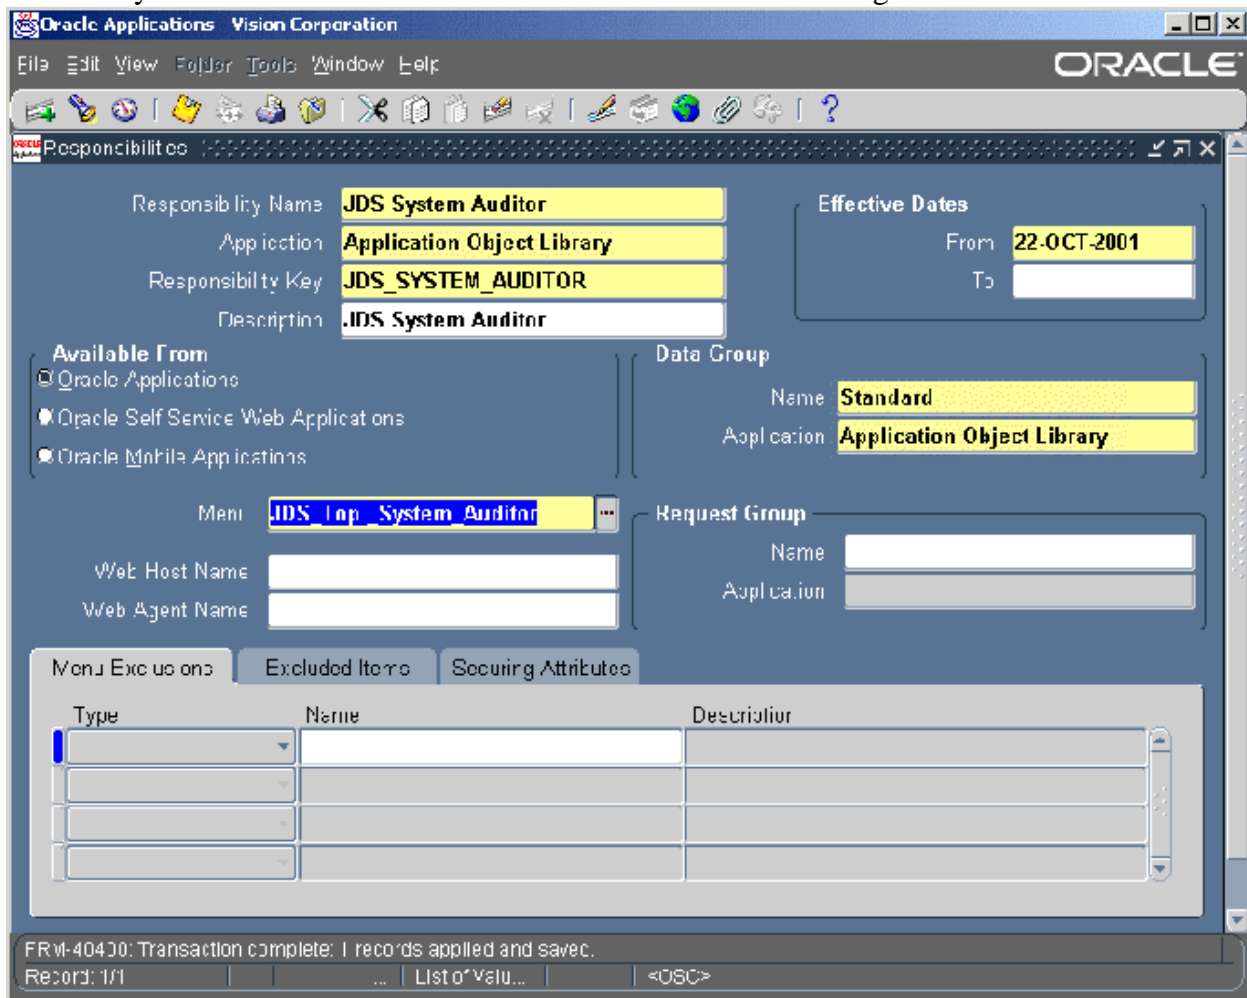 Oracle Applications Vision Corporation
File Edit View Folder Tools Window Help
ORACLE
Responsibilities
Responsibility Name JDS System Auditor
Application Application Object Library
Responsibility Key JDS_SYSTEM_AUDITOR
Description JDS System Auditor
Effective Dates
From 22-OCT-2001
To
Available From
Oracle Applications
Oracle Self Service Web Applications
Oracle Mobile Applications
Data Group
Name Standard
Application Application Object Library
Menu JDS_Top_System_Auditor ...
Web Host Name
Web Agent Name
Request Group
Name
Application
Menu Exclusions Excluded Items Securing Attributes
Type Name Description
FRM-40400: Transaction complete: 1 records applied and saved.
Record: 1/1 ... List of Valu... <OSC>